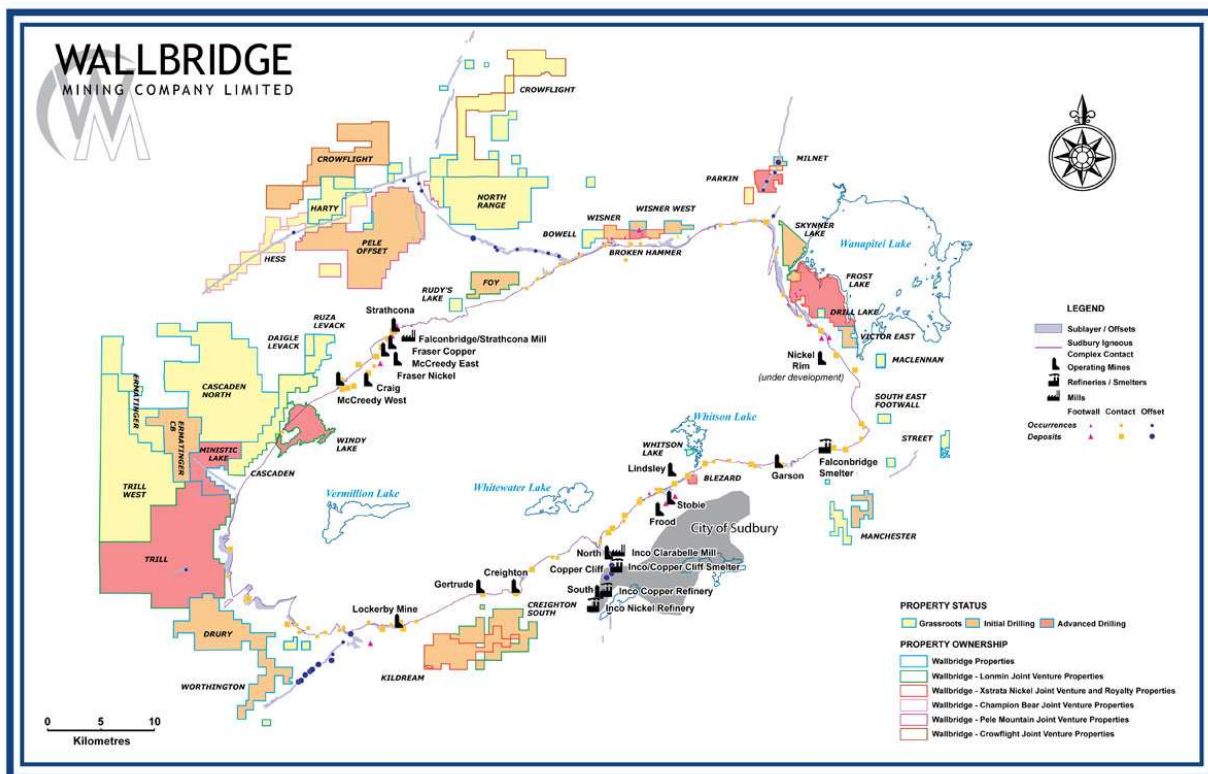 WALLBRIDGE
MINING COMPANY LIMITED
CROWFLIGHT
CROWFLIGHT
MILNET
PARKIN
HARTY
NORTH
RANGE
WISNER WEST
WISNER
BOWELL
SKYNNER
LAKE
PELE
OFFSET
HESS
BROKEN HAMMER
Wanapitei Lake
FROST
LAKE
FOY
RUDY'S
LAKE
DRILL LAKE
VICTOR EAST
MACLENNAN
Strathcona
RUZA
LEVACK
DAIGLE
LEVACK
Falconbridge/Strathcona Mill
Fraser Copper
McCreedy East
Fraser Nickel
Craig
McCreedy West
Nickel
Rim
(under development)
ERMATINGER
CASCADEN
NORTH
ERMATINGER
CB
MINISTIC
LAKE
WINDY
LAKE
CASCADEN
TRILL
WEST
TRILL
SOUTH EAST
FOOTWALL
STREET
Whitson Lake
WHITSON
LAKE
Lindsley
BLEZARD
Garson
Falconbridge
Smelter
Vermillion Lake
Whitewater Lake
Stobie
Frood
City of Sudbury
MANCHESTER
North
Inco Clarabelle Mill
Copper Cliff
Inco/Copper Cliff Smelter
Gertrude
Creighton
South
Inco Copper Refinery
Inco Nickel Refinery
Lockerby Mine
CREIGHTON
SOUTH
DRURY
KILDREAM
WORTHINGTON
0 10
Kilometres
LEGEND
Sublayer / Offsets
Sudbury Igneous
Complex Contact
Operating Mines
Refineries / Smelters
Mills
Footwall Contact Offset
Occurrences
Deposits
PROPERTY STATUS
Grassroots Initial Drilling Advanced Drilling
PROPERTY OWNERSHIP
Wallbridge Properties
Wallbridge - Lonmin Joint Venture Properties
Wallbridge - Xstrata Nickel Joint Venture and Royalty Properties
Wallbridge - Champion Bear Joint Venture Properties
Wallbridge - Pele Mountain Joint Venture Properties
Wallbridge - Crowflight Joint Venture Properties